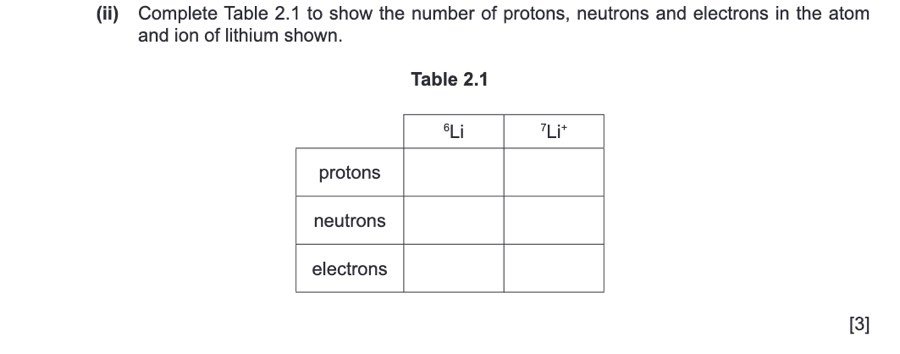 (ii) Complete Table 2.1 to show the number of protons, neutrons and electrons in the atom
and ion of lithium shown.
Table 2.1
⁶Li ⁷Li⁺
protons
neutrons
electrons
[3]